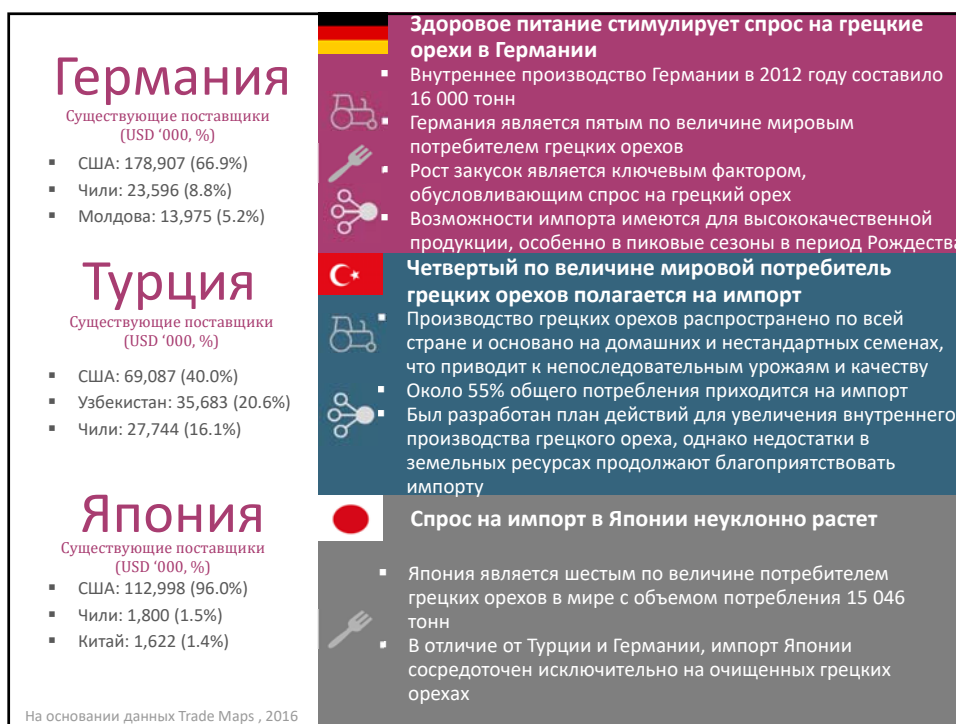 Германия
Существующие поставщики
(USD ‘000, %)
▪ США: 178,907 (66.9%)
▪ Чили: 23,596 (8.8%)
▪ Молдова: 13,975 (5.2%)
Здоровое питание стимулирует спрос на грецкие
орехи в Германии
▪ Внутреннее производство Германии в 2012 году составило
16 000 тонн
▪ Германия является пятым по величине мировым
потребителем грецких орехов
▪ Рост закусок является ключевым фактором,
обусловливающим спрос на грецкий орех
▪ Возможности импорта имеются для высококачественной
продукции, особенно в пиковые сезоны в период Рождества
Турция
Существующие поставщики
(USD ‘000, %)
▪ США: 69,087 (40.0%)
▪ Узбекистан: 35,683 (20.6%)
▪ Чили: 27,744 (16.1%)
Четвертый по величине мировой потребитель
грецких орехов полагается на импорт
▪ Производство грецких орехов распространено по всей
стране и основано на домашних и нестандартных семенах,
что приводит к непоследовательным урожаям и качеству
▪ Около 55% общего потребления приходится на импорт
▪ Был разработан план действий для увеличения внутреннего
производства грецкого ореха, однако недостатки в
земельных ресурсах продолжают благоприятствовать
импорту
Япония
Существующие поставщики
(USD ‘000, %)
▪ США: 112,998 (96.0%)
▪ Чили: 1,800 (1.5%)
▪ Китай: 1,622 (1.4%)
Спрос на импорт в Японии неуклонно растет
▪ Япония является шестым по величине потребителем
грецких орехов в мире с объемом потребления 15 046
тонн
▪ В отличие от Турции и Германии, импорт Японии
сосредоточен исключительно на очищенных грецких
орехах
На основании данных Trade Maps , 2016